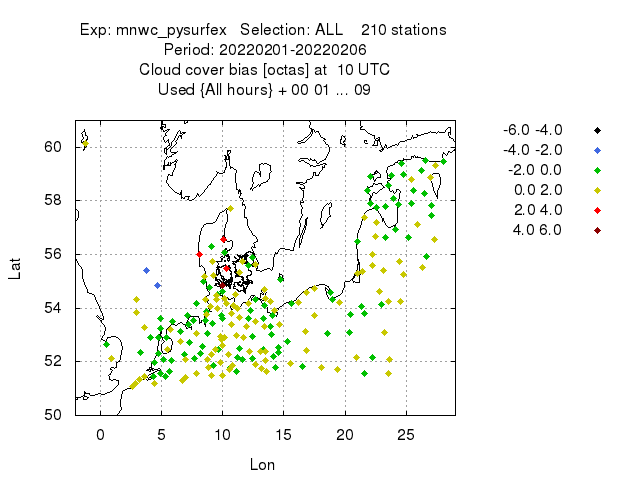 Exp: mnwc_pysurfex   Selection: ALL    210 stations
Period: 20220201-20220206
Cloud cover bias [octas] at  10 UTC
Used {All hours} + 00 01 ... 09
-6.0 -4.0
-4.0 -2.0
-2.0 0.0
0.0 2.0
2.0 4.0
4.0 6.0
60
58
56
54
52
50
Lat
0 5 10 15 20 25
Lon